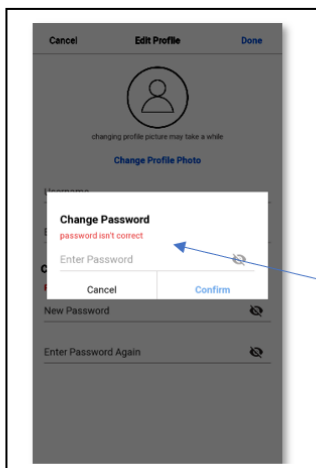 Cancel Edit Profile Done
changing profile picture may take a while
Change Profile Photo
Username
Change Password
password isn't correct
Enter Password
Cancel Confirm
New Password
Enter Password Again